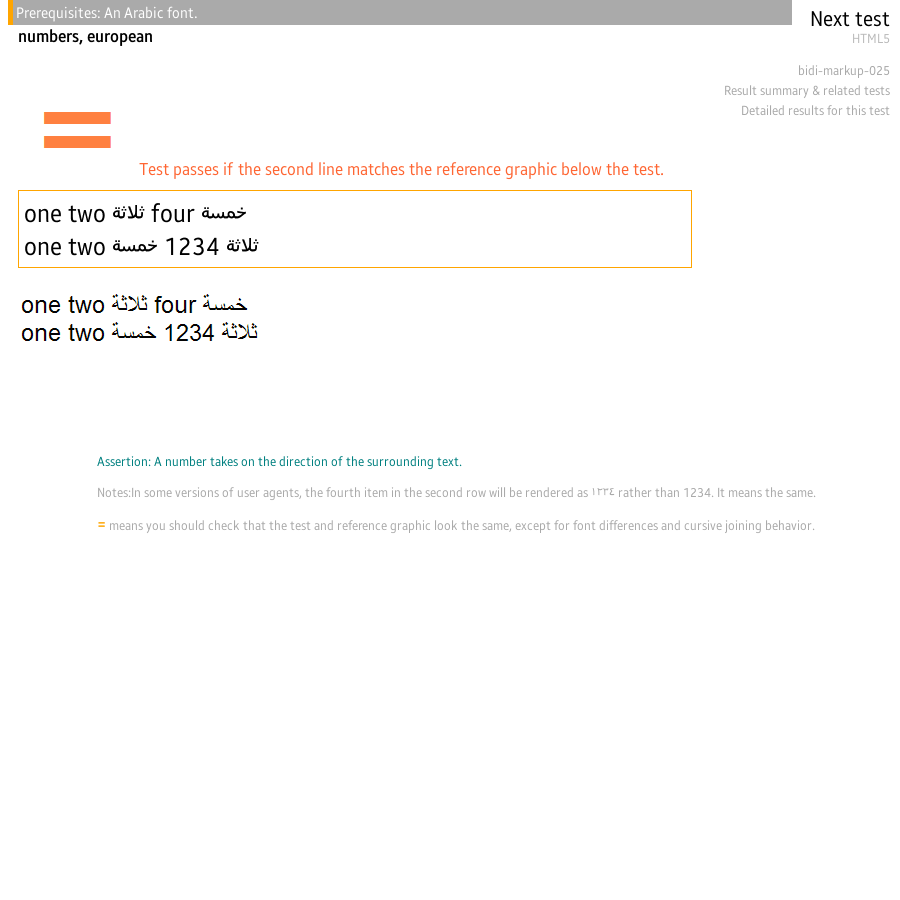 Prerequisites: An Arabic font.
Next test
numbers, european
HTML5
bidi-markup-025
Result summary & related tests
Detailed results for this test
=
Test passes if the second line matches the reference graphic below the test.
one two ثلاثة four خمسة
one two ثلاثة 1234 خمسة
one two ثلاثة four خمسة
one two ثلاثة 1234 خمسة
Assertion: A number takes on the direction of the surrounding text.
Notes:In some versions of user agents, the fourth item in the second row will be rendered as ١٢٣٤ rather than 1234. It means the same.
= means you should check that the test and reference graphic look the same, except for font differences and cursive joining behavior.